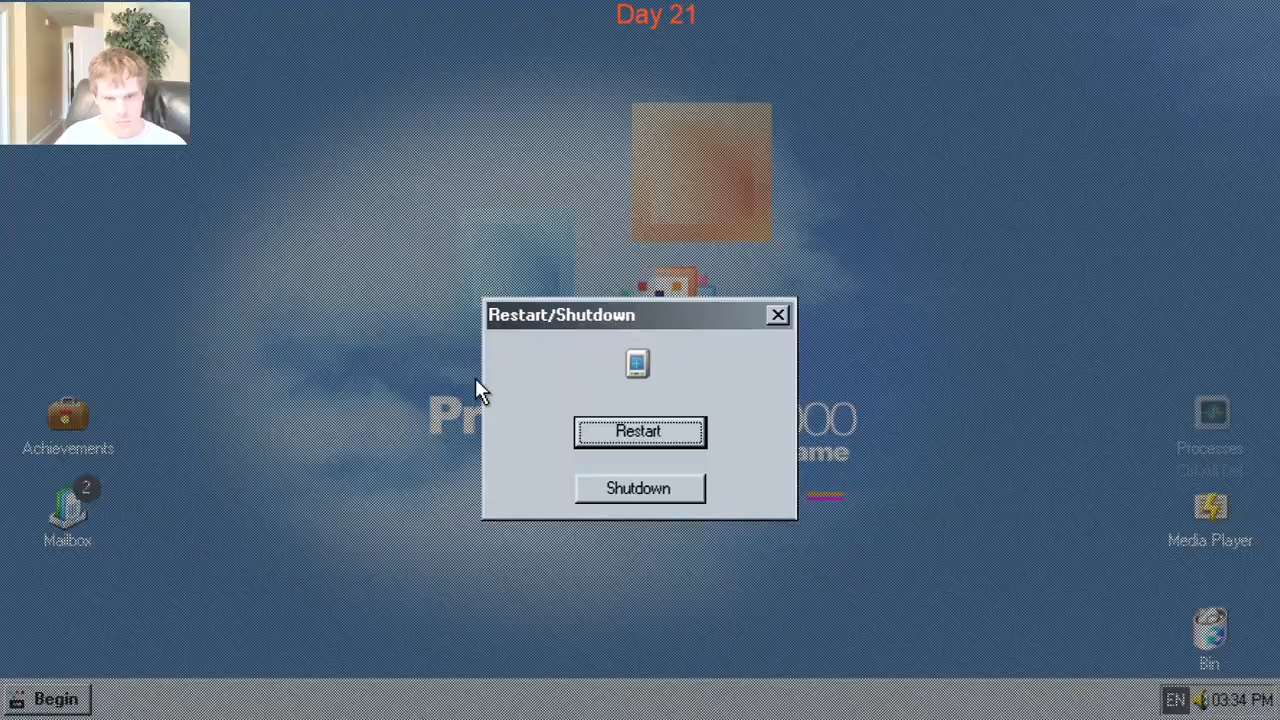 Day 21
Restart/Shutdown
Restart
Shutdown
Achievements
2
Mailbox
Processes
Media Player
Bin
Begin
EN 03:34 PM